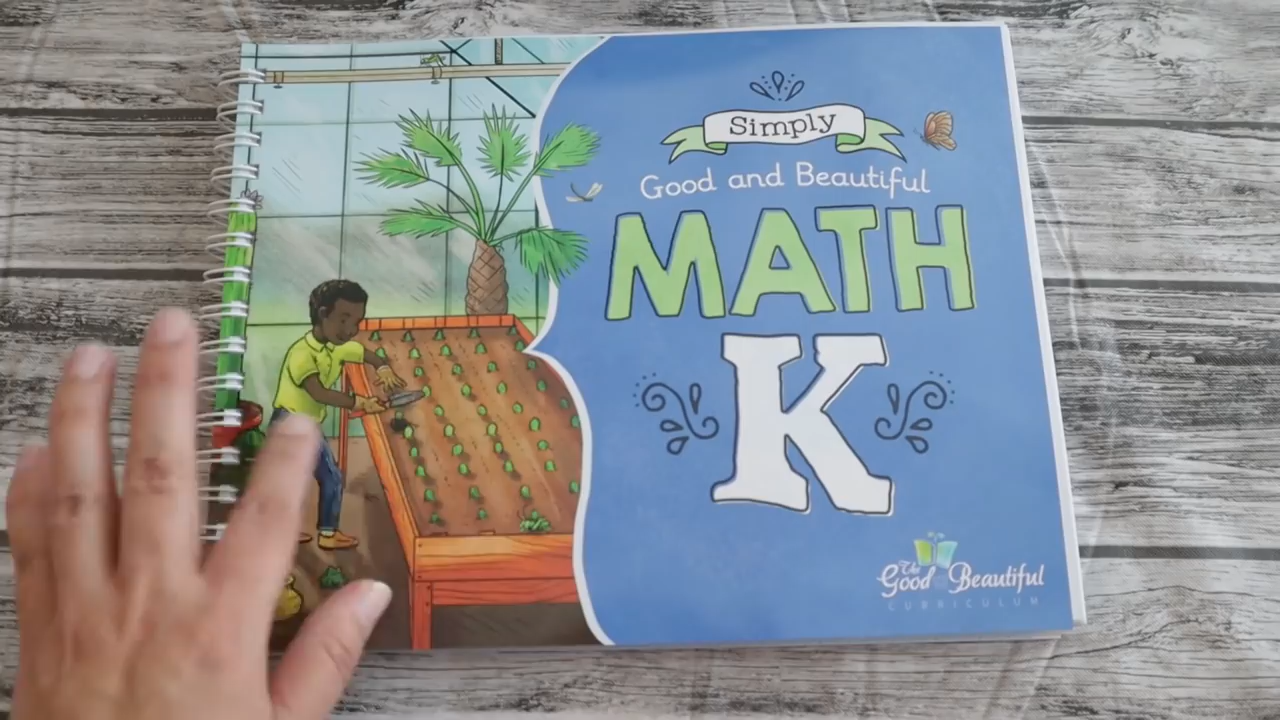 Simply
Good and Beautiful
MATH
K
The
Good and Beautiful
CURRICULUM